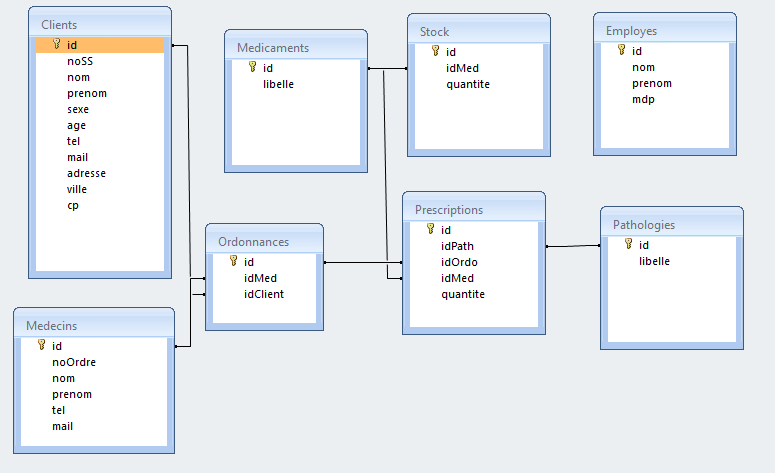 Clients
id
noSS
nom
prenom
sexe
age
tel
mail
adresse
ville
cp
Medicaments
id
libelle
Stock
id
idMed
quantite
Employes
id
nom
prenom
mdp
Ordonnances
id
idMed
idClient
Prescriptions
id
idPath
idOrdo
idMed
quantite
Pathologies
id
libelle
Medecins
id
noOrdre
nom
prenom
tel
mail